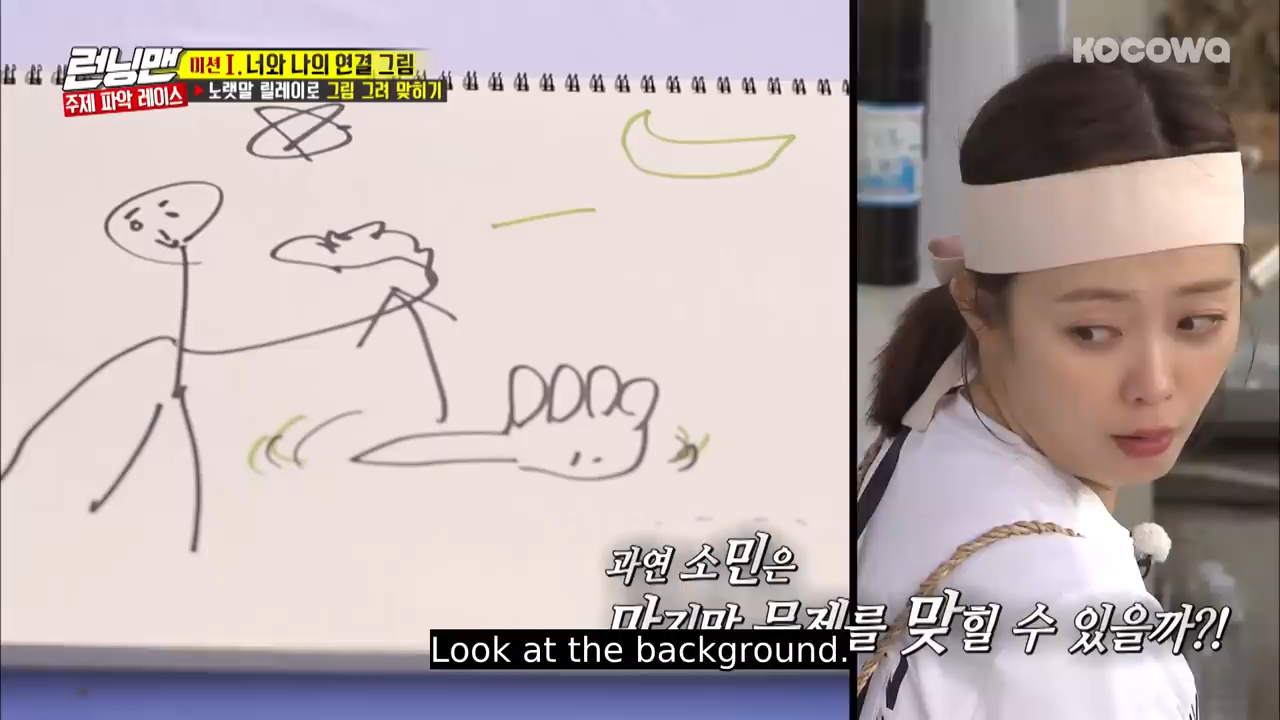 런닝맨
주제 파악 레이스
미션 I. 너와 나의 연결 그림
노랫말 릴레이로 그림 그려 맞히기
KOCOWA
과연 소민은
마지막 문제를 맞힐 수 있을까?!
Look at the background.